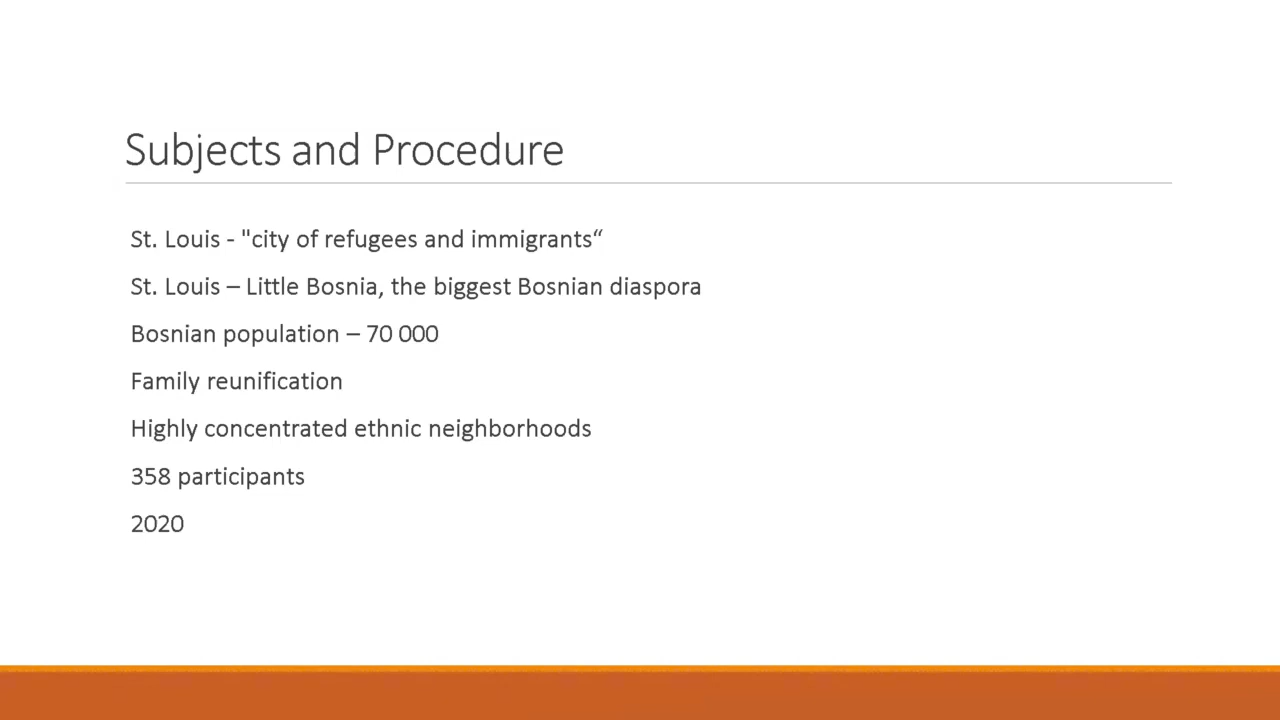 Subjects and Procedure
St. Louis - "city of refugees and immigrants“
St. Louis – Little Bosnia, the biggest Bosnian diaspora
Bosnian population – 70 000
Family reunification
Highly concentrated ethnic neighborhoods
358 participants
2020